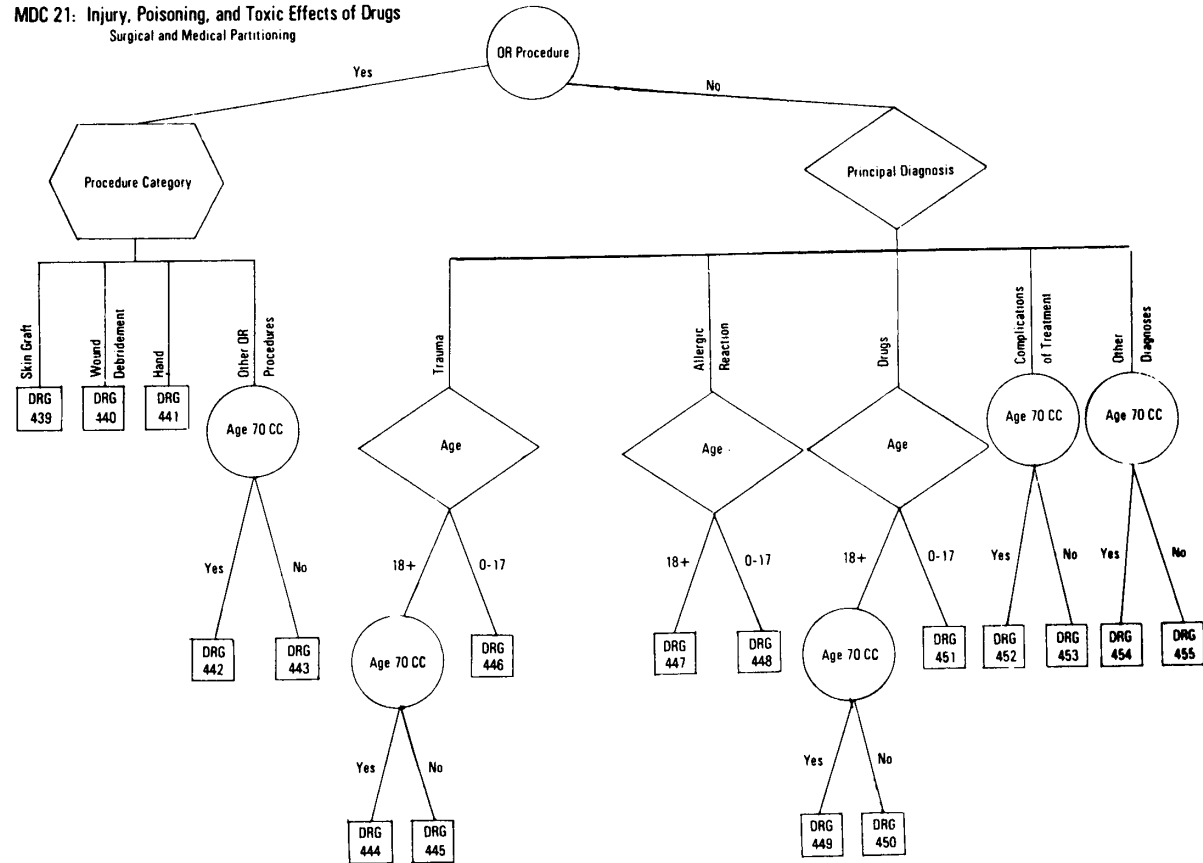 MDC 21: Injury, Poisoning, and Toxic Effects of Drugs
Surgical and Medical Partitioning
OR Procedure
Yes
No
Procedure Category
Principal Diagnosis
Skin Graft
Wound
Debridement
Hand
Other OR
Procedures
Trauma
Allergic
Reaction
Drugs
Complications
of Treatment
Other
Diagnoses
DRG
439
DRG
440
DRG
441
Age 70 CC
Age
Age
Age
Age 70 CC
Age 70 CC
Yes
No
18+
0-17
18+
0-17
18+
0-17
Yes
No
Yes
No
DRG
442
DRG
443
Age 70 CC
DRG
446
DRG
447
DRG
448
Age 70 CC
DRG
451
DRG
452
DRG
453
DRG
454
DRG
455
Yes
No
Yes
No
DRG
444
DRG
445
DRG
449
DRG
450